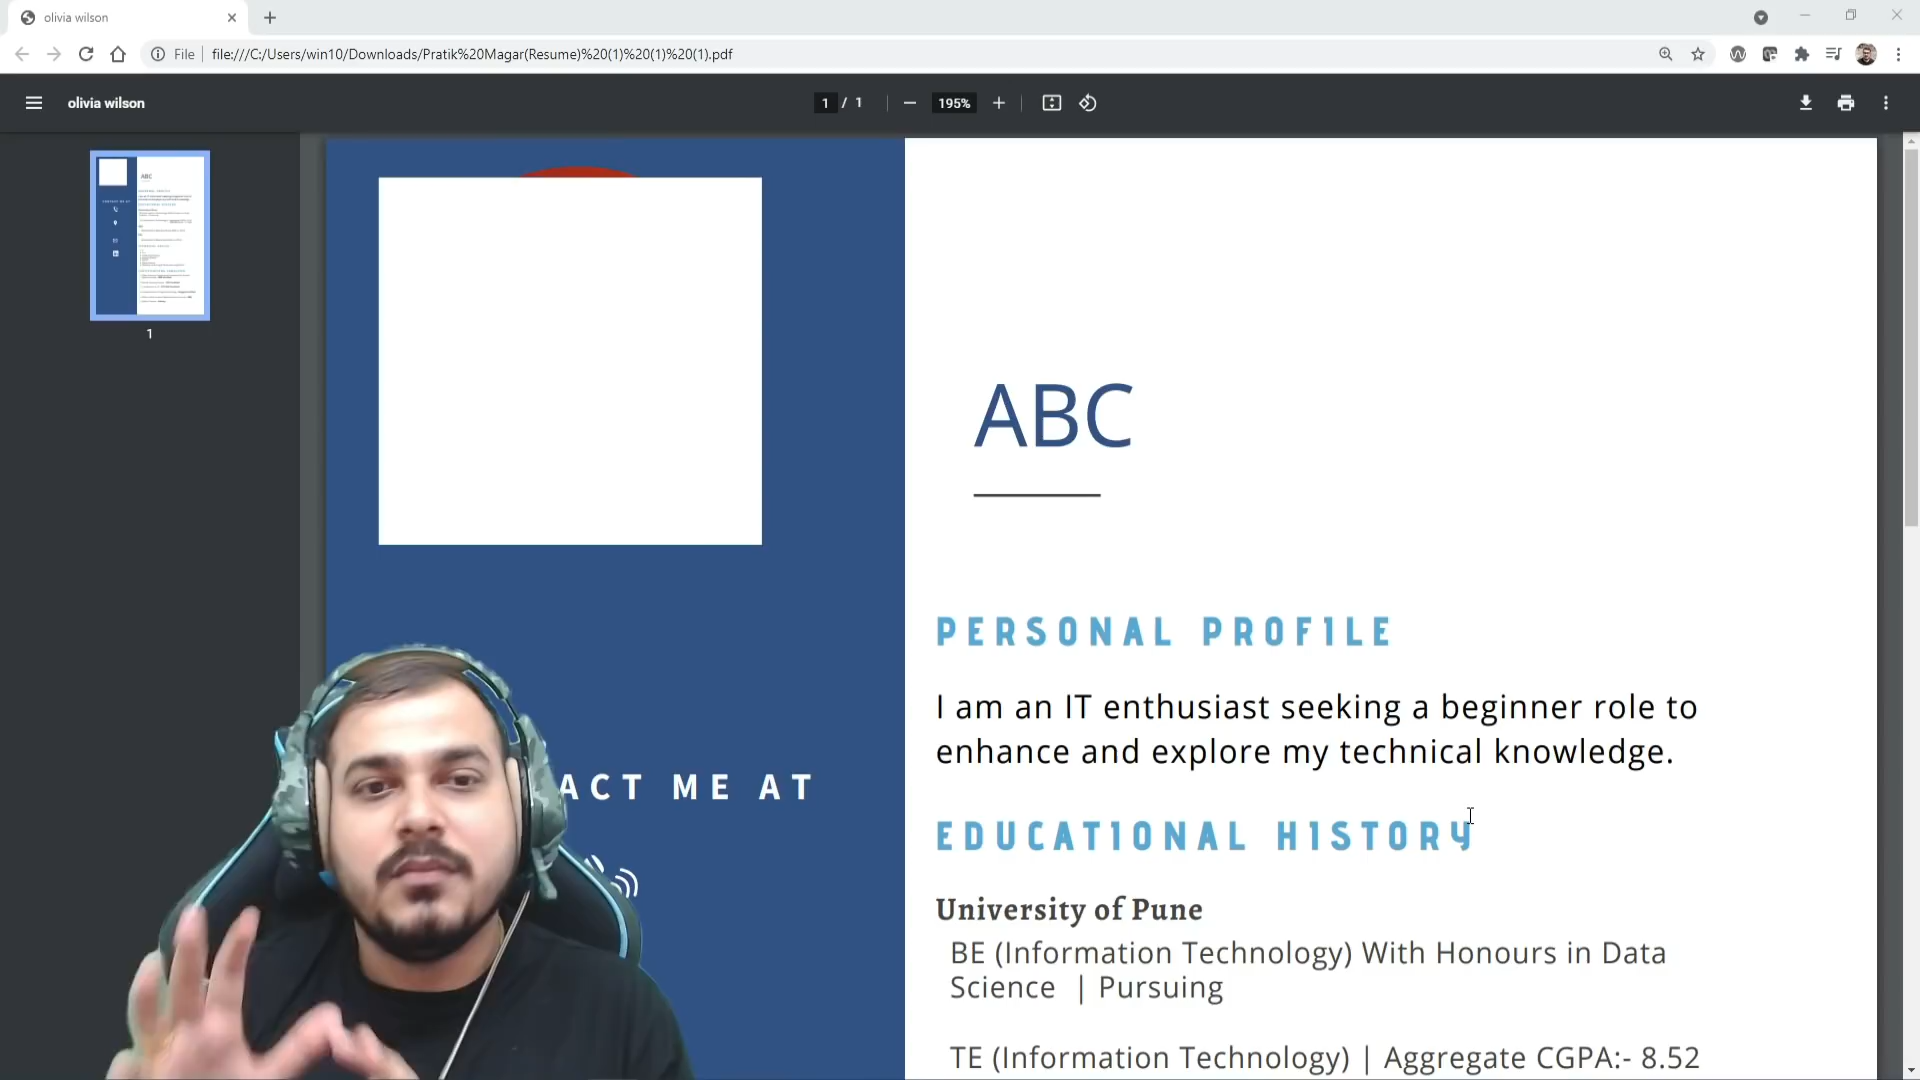 olivia wilson
File
file:///C:/Users/win10/Downloads/Pratik%20Magar(Resume)%20(1)%20(1)%20(1).pdf
olivia wilson
1 / 1
195%
1
ABC
PERSONAL PROFILE
I am an IT enthusiast seeking a beginner role to
enhance and explore my technical knowledge.
ACT ME AT
EDUCATIONAL HISTORY
University of Pune
BE (Information Technology) With Honours in Data
Science | Pursuing
TE (Information Technology) | Aggregate CGPA:- 8.52